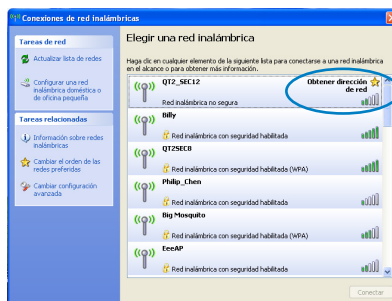 Conexiones de red inalámbricas
Tareas de red
Actualizar lista de redes
Configurar una red
inalámbrica doméstica o
de oficina pequeña
Tareas relacionadas
Información sobre redes
inalámbricas
Cambiar el orden de las
redes preferidas
Cambiar configuración
avanzada
Elegir una red inalámbrica
Haga clic en cualquier elemento de la siguiente lista para conectarse a una red inalámbrica
en el alcance o para obtener más información.
QT2_SEC12
Obtener dirección
de red
Red inalámbrica no segura
Billy
Red inalámbrica con seguridad habilitada
QT2SEC8
Red inalámbrica con seguridad habilitada (WPA)
Philip_Chen
Red inalámbrica con seguridad habilitada
Big Mosquito
Red inalámbrica con seguridad habilitada (WPA)
EeeAP
Red inalámbrica con seguridad habilitada
Conectar